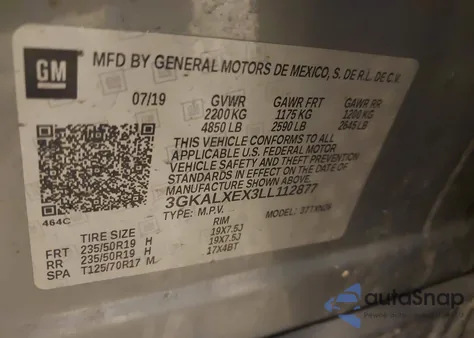 GM
MFD BY GENERAL MOTORS DE MEXICO, S. DE R.L. DE C.V.
07/19 GVWR GAWR FRT GAWR RR
2200 KG 1175 KG 1200 KG
4850 LB 2590 LB 2645 LB
THIS VEHICLE CONFORMS TO ALL
APPLICABLE U.S. FEDERAL MOTOR
VEHICLE SAFETY AND THEFT PREVENTION
STANDARDS IN EFFECT ON THE DATE OF
MANUFACTURE SHOWN ABOVE.
3GKALXEX3LL112877
464C TYPE: M.P.V. MODEL:
TIRE SIZE RIM
FRT 235/50R19 H 19X7.5J
RR 235/50R19 H 19X7.5J
SPA T125/70R17 M 17X4BT
autoSnap